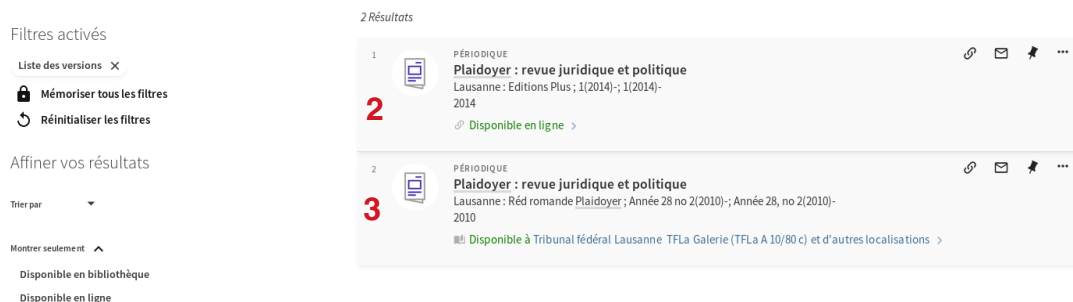 Filtres activés
Liste des versions ×
Mémoriser tous les filtres
Réinitialiser les filtres
Affiner vos résultats
Trier par
Montrer seulement
Disponible en bibliothèque
Disponible en ligne
2 Résultats
1
PÉRIODIQUE
Plaidoyer : revue juridique et politique
Lausanne : Editions Plus ; 1(2014)-; 1(2014)-
2014
2
Disponible en ligne
2
PÉRIODIQUE
Plaidoyer : revue juridique et politique
Lausanne : Réd romande Plaidoyer ; Année 28 no 2(2010)-; Année 28, no 2(2010)-
2010
3
Disponible à Tribunal fédéral Lausanne TFLa Galerie (TFLa A 10/80 c) et d'autres localisations